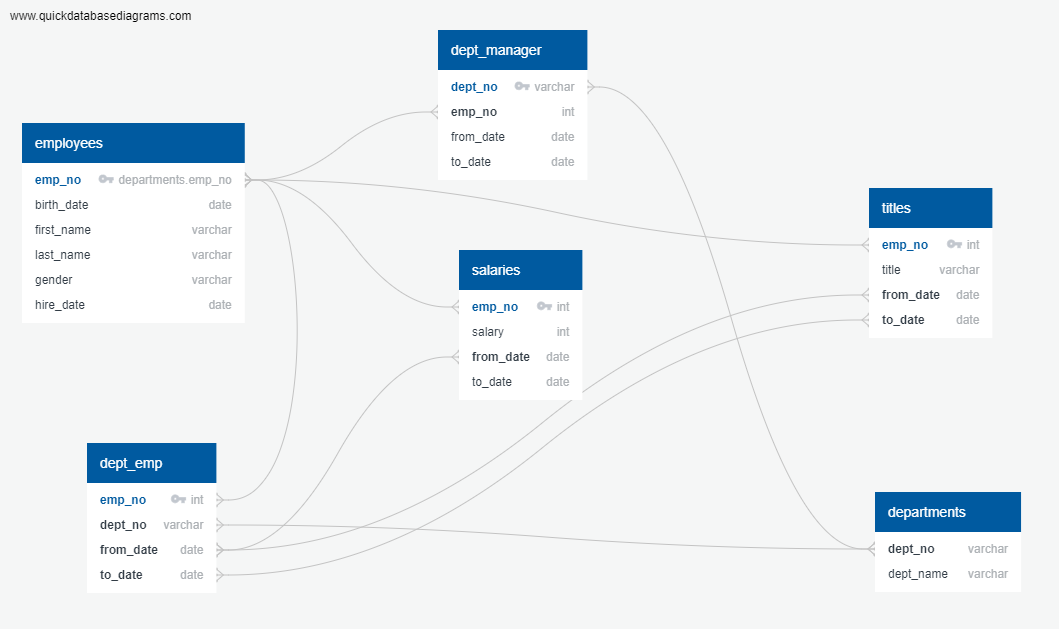 www.quickdatabasediagrams.com
dept_manager
dept_no varchar
emp_no int
from_date date
to_date date
employees
emp_no departments.emp_no
birth_date date
first_name varchar
last_name varchar
gender varchar
hire_date date
titles
emp_no int
title varchar
from_date date
to_date date
salaries
emp_no int
salary int
from_date date
to_date date
dept_emp
emp_no int
dept_no varchar
from_date date
to_date date
departments
dept_no varchar
dept_name varchar